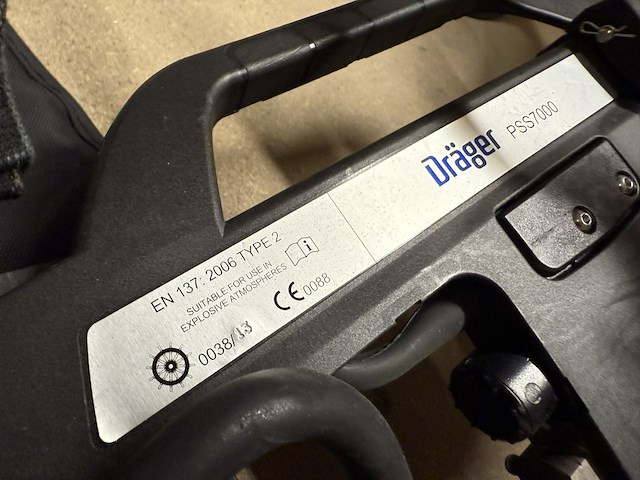 Dräger PSS7000
EN 137: 2006 TYPE 2
SUITABLE FOR USE IN
EXPLOSIVE ATMOSPHERES
i
CE 0088
0038/13